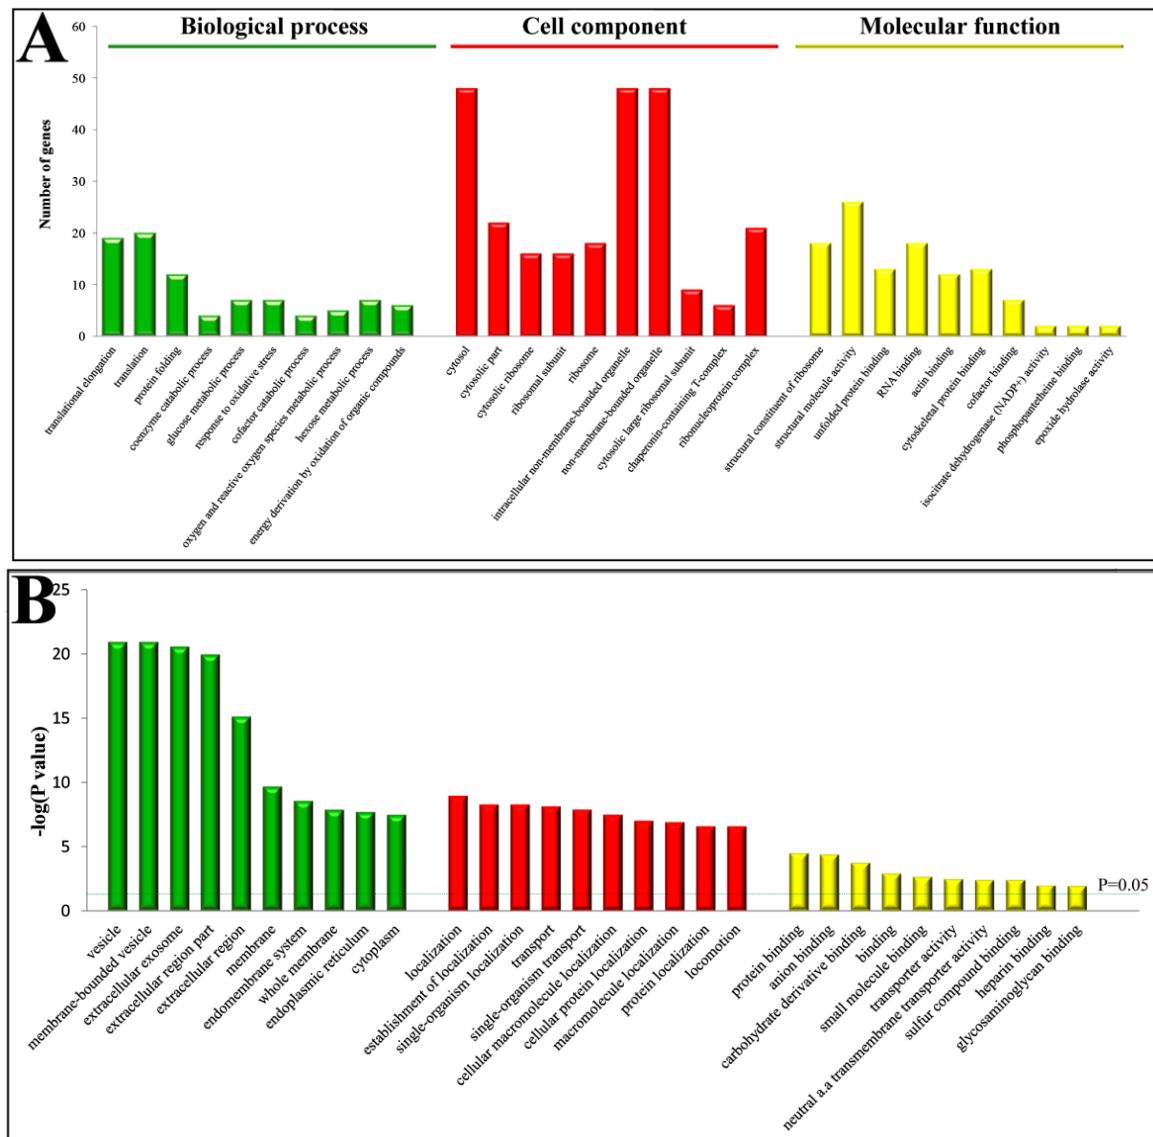 A
Biological process
Cell component
Molecular function
Number of genes
60
50
40
30
20
10
0
translational elongation
translation
protein folding
coenzyme catabolic process
glucose metabolic process
response to oxidative stress
cofactor catabolic process
oxygen and reactive oxygen species metabolic process
hexose metabolic process
energy derivation by oxidation of organic compounds
cytosol
cytosolic part
cytosolic ribosome
ribosomal subunit
ribosome
intracellular non-membrane-bounded organelle
non-membrane-bounded organelle
cytosolic large ribosomal subunit
chaperonin-containing T-complex
ribonucleoprotein complex
structural constituent of ribosome
structural molecule activity
unfolded protein binding
RNA binding
actin binding
cytoskeletal protein binding
cofactor binding
isocitrate dehydrogenase (NADP+) activity
phosphopantetheine binding
epoxide hydrolase activity
B
-log(P value)
25
20
15
10
5
0
P=0.05
vesicle
membrane-bounded vesicle
extracellular exosome
extracellular region part
extracellular region
membrane
endomembrane system
whole membrane
endoplasmic reticulum
cytoplasm
localization
establishment of localization
single-organism localization
transport
single-organism transport
cellular macromolecule localization
cellular protein localization
macromolecule localization
protein localization
locomotion
protein binding
anion binding
carbohydrate derivative binding
binding
small molecule binding
transporter activity
neutral a.a transmembrane transporter activity
sulfur compound binding
heparin binding
glycosaminoglycan binding